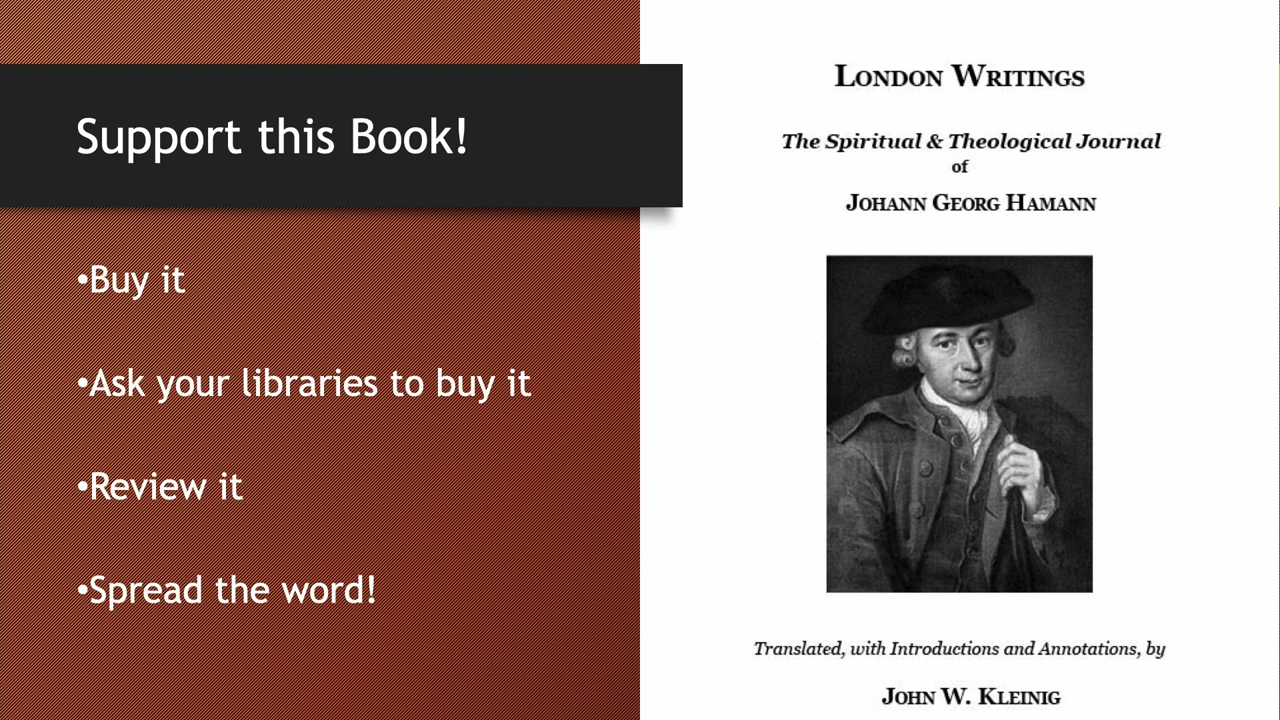 Support this Book!
•Buy it
•Ask your libraries to buy it
•Review it
•Spread the word!
London Writings
The Spiritual & Theological Journal
of
Johann Georg Hamann
Translated, with Introductions and Annotations, by
John W. Kleinig